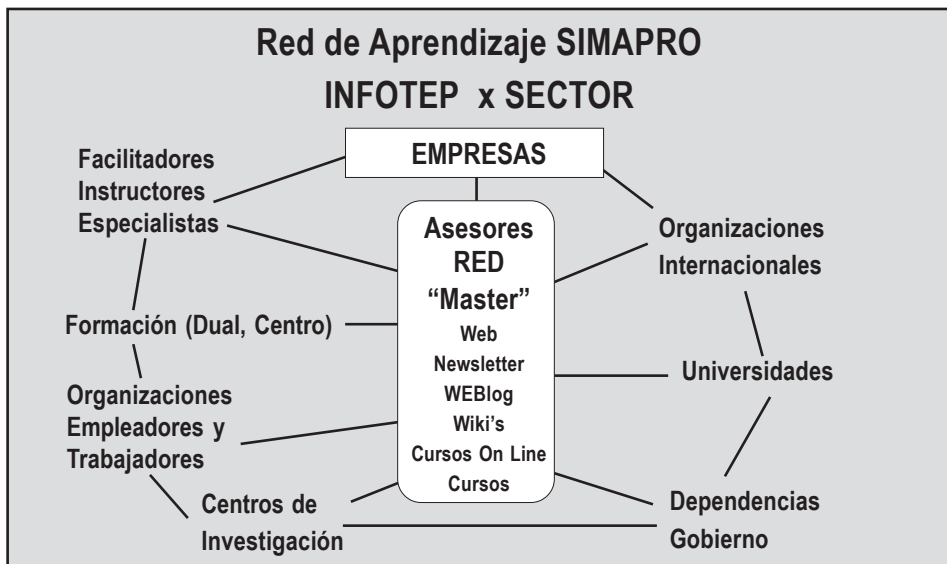 Red de Aprendizaje SIMAPRO
INFOTEP x SECTOR
EMPRESAS
Facilitadores
Instructores
Especialistas
Asesores
RED
“Master”
Web
Newsletter
WEBlog
Wiki's
Cursos On Line
Cursos
Organizaciones
Internacionales
Formación (Dual, Centro)
Universidades
Organizaciones
Empleadores y
Trabajadores
Centros de
Investigación
Dependencias
Gobierno